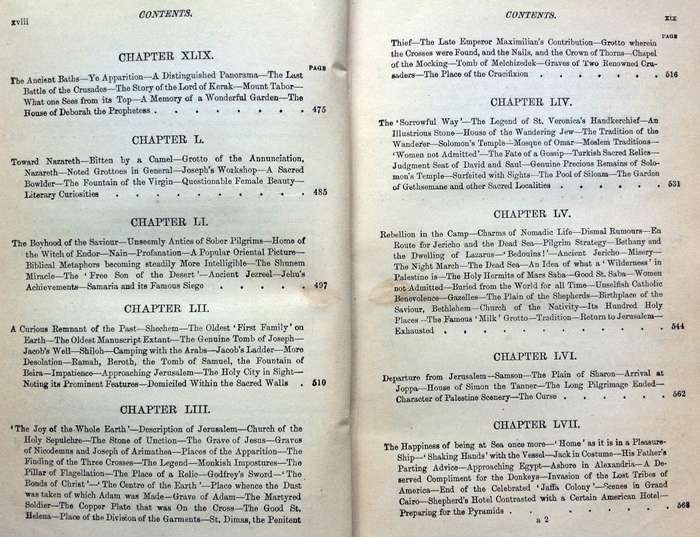 xviii
CONTENTS.
CHAPTER XLIX.
PAGE
The Ancient Baths—Ye Apparition—A Distinguished Panorama—The Last
Battle of the Crusades—The Story of the Lord of Kerak—Mount Tabor—
What one Sees from its Top—A Memory of a Wonderful Garden—The
House of Deborah the Prophetess . . . . . . . . . 475
CHAPTER L.
Toward Nazareth—Bitten by a Camel—Grotto of the Annunciation,
Nazareth—Noted Grottoes in General—Joseph's Workshop—A Sacred
Bowlder—The Fountain of the Virgin—Questionable Female Beauty—
Literary Curiosities . . . . . . . . . . 485
CHAPTER LI.
The Boyhood of the Saviour—Unseemly Antics of Sober Pilgrims—Home of
the Witch of Endor—Nain—Profanation—A Popular Oriental Picture—
Biblical Metaphors becoming steadily More Intelligible—The Shunem
Miracle—The 'Free Son of the Desert'—Ancient Jezreel—Jehu's
Achievements—Samaria and its Famous Siege . . . . . 497
CHAPTER LII.
A Curious Remnant of the Past—Shechem—The Oldest 'First Family' on
Earth—The Oldest Manuscript Extant—The Genuine Tomb of Joseph—
Jacob's Well—Shiloh—Camping with the Arabs—Jacob's Ladder—More
Desolation—Ramah, Beroth, the Tomb of Samuel, the Fountain of
Beira—Impatience—Approaching Jerusalem—The Holy City in Sight—
Noting its Prominent Features—Domiciled Within the Sacred Walls . 510
CHAPTER LIII.
'The Joy of the Whole Earth'—Description of Jerusalem—Church of the
Holy Sepulchre—The Stone of Unction—The Grave of Jesus—Graves
of Nicodemus and Joseph of Arimathea—Places of the Apparition—The
Finding of the Three Crosses—The Legend—Monkish Impostures—The
Pillar of Flagellation—The Place of a Relic—Godfrey's Sword—'The
Bonds of Christ'—'The Centre of the Earth'—Place whence the Dust
was taken of which Adam was Made—Grave of Adam—The Martyred
Soldier—The Copper Plate that was On the Cross—The Good St.
Helena—Place of the Division of the Garments—St. Dimas, the Penitent
CONTENTS.
xix
PAGE
Thief—The Late Emperor Maximilian's Contribution—Grotto wherein
the Crosses were Found, and the Nails, and the Crown of Thorns—Chapel
of the Mocking—Tomb of Melchizedek—Graves of Two Renowned Cru-
saders—The Place of the Crucifixion . . . . . . . 516
CHAPTER LIV.
The 'Sorrowful Way'—The Legend of St. Veronica's Handkerchief—An
Illustrious Stone—House of the Wandering Jew—The Tradition of the
Wanderer—Solomon's Temple—Mosque of Omar—Moslem Traditions—
'Women not Admitted'—The Fate of a Gossip—Turkish Sacred Relics—
Judgment Seat of David and Saul—Genuine Precious Remains of Solo-
mon's Temple—Surfeited with Sights—The Pool of Siloam—The Garden
of Gethsemane and other Sacred Localities . . . . . . 531
CHAPTER LV.
Rebellion in the Camp—Charms of Nomadic Life—Dismal Rumours—En
Route for Jericho and the Dead Sea—Pilgrim Strategy—Bethany and
the Dwelling of Lazarus—'Bedouins!'—Ancient Jericho—Misery—
The Night March—The Dead Sea—An Idea of what a 'Wilderness' in
Palestine is—The Holy Hermits of Mars Saba—Good St. Saba—Women
not Admitted—Buried from the World for all Time—Unselfish Catholic
Benevolence—Gazelles—The Plain of the Shepherds—Birthplace of the
Saviour, Bethlehem—Church of the Nativity—Its Hundred Holy
Places—The Famous 'Milk' Grotto—Tradition—Return to Jerusalem—
Exhausted . . . . . . . . . . . 544
CHAPTER LVI.
Departure from Jerusalem—Samson—The Plain of Sharon—Arrival at
Joppa—House of Simon the Tanner—The Long Pilgrimage Ended—
Character of Palestine Scenery—The Curse . . . . . 562
CHAPTER LVII.
The Happiness of being at Sea once more—'Home' as it is in a Pleasure-
Ship—'Shaking Hands' with the Vessel—Jack in Costume—His Father's
Parting Advice—Approaching Egypt—Ashore in Alexandria—A De-
served Compliment for the Donkeys—Invasion of the Lost Tribes of
America—End of the Celebrated 'Jaffa Colony'—Scenes in Grand
Cairo—Shepherd's Hotel Contrasted with a Certain American Hotel—
Preparing for the Pyramids . . . . . . . . 568
a 2